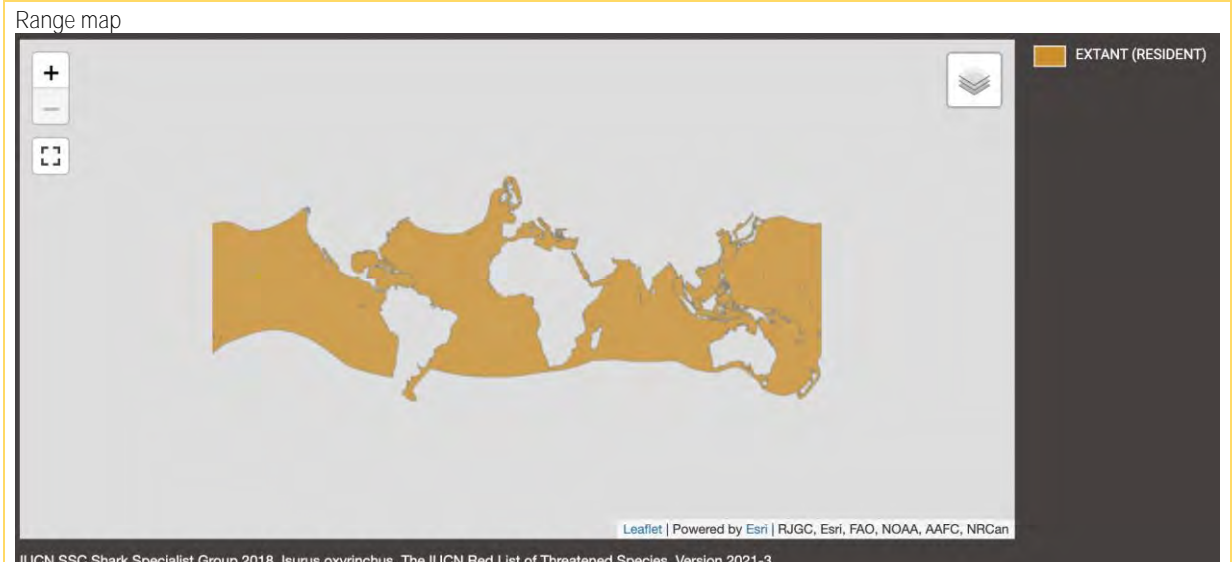 Range map
+
EXTANT (RESIDENT)
−
Leaflet | Powered by Esri | RJGC, Esri, FAO, NOAA, AAFC, NRCan
IUCN SSC Shark Specialist Group 2018. Isurus oxyrinchus. The IUCN Red List of Threatened Species. Version 2021-3